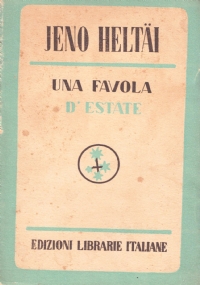 JENO HELTÄI
UNA FAVOLA
D'ESTATE
EDIZIONI LIBRARIE ITALIANE